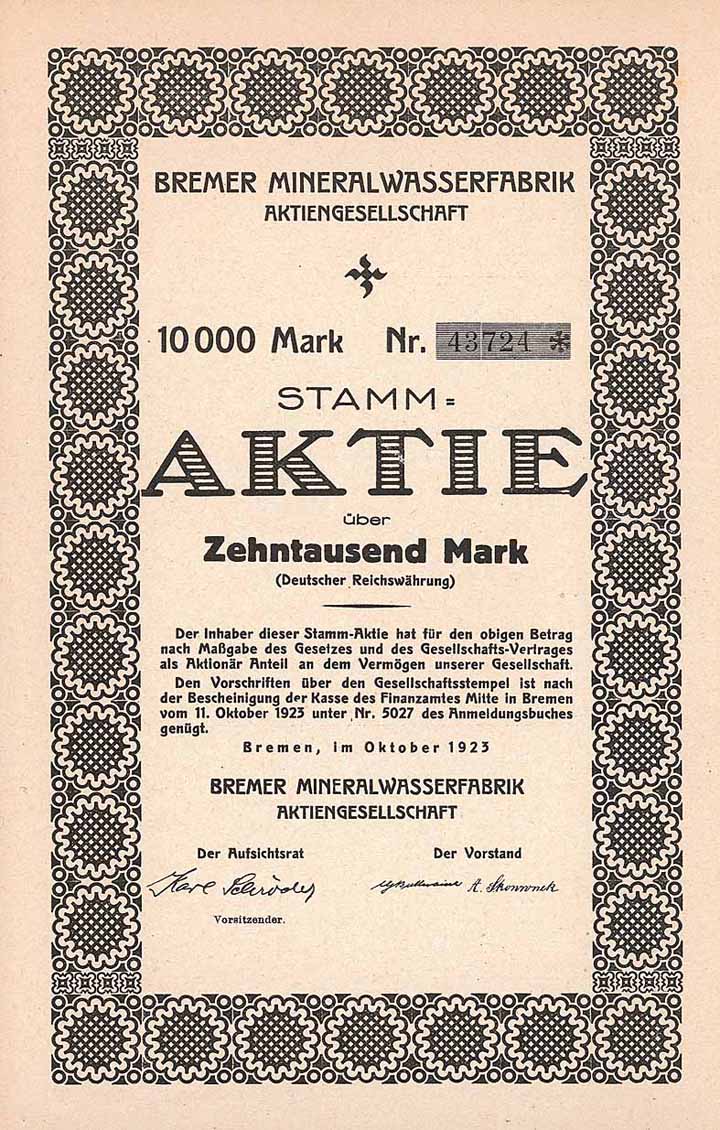 BREMER MINERALWASSERFABRIK
AKTIENGESELLSCHAFT
10000 Mark Nr. 43724 *
STAMM=
AKTIE
über
Zehntausend Mark
(Deutscher Reichswährung)
Der Inhaber dieser Stamm-Aktie hat für den obigen Betrag
nach Maßgabe des Gesetzes und des Gesellschafts-Vertrages
als Aktionär Anteil an dem Vermögen unserer Gesellschaft.
Den Vorschriften über den Gesellschaftsstempel ist nach
der Bescheinigung der Kasse des Finanzamtes Mitte in Bremen
vom 11. Oktober 1923 unter Nr. 5027 des Anmeldungsbuches
genügt.
Bremen, im Oktober 1923
BREMER MINERALWASSERFABRIK
AKTIENGESELLSCHAFT
Der Aufsichtsrat Der Vorstand
Karl Schröder A. Skowronek
Vorsitzender.